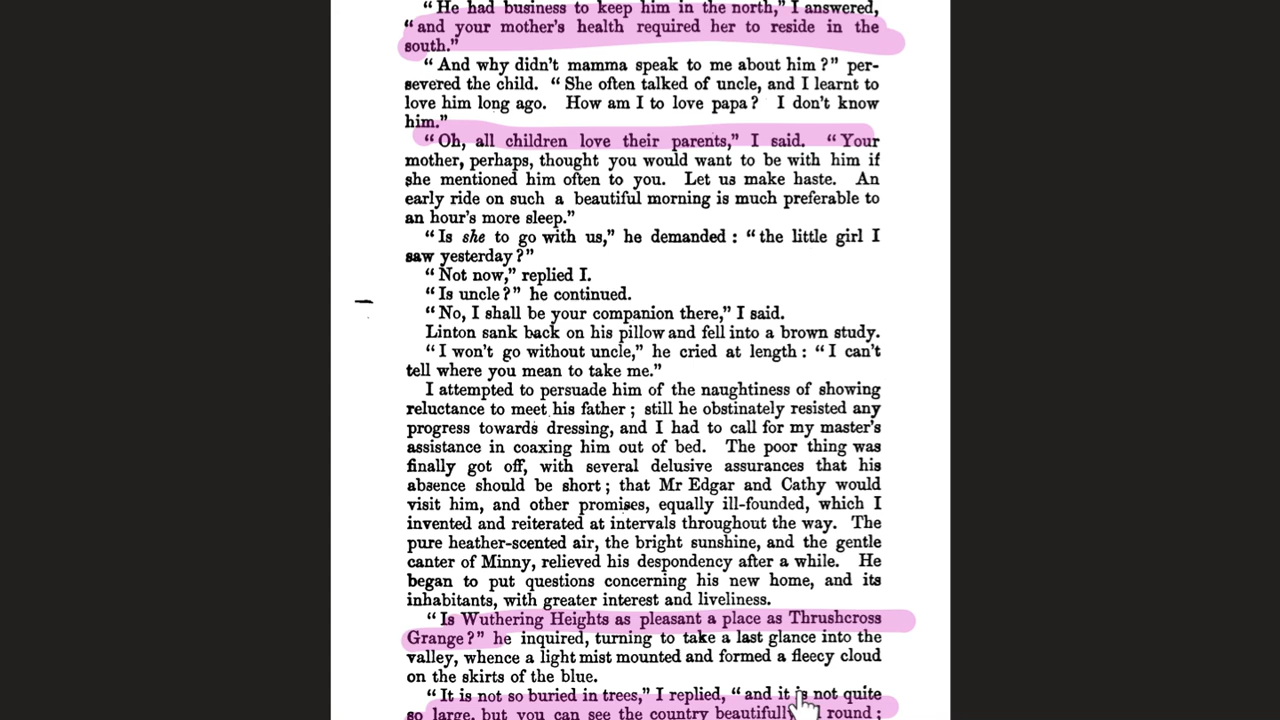 “He had business to keep him in the north,” I answered,
“and your mother’s health required her to reside in the
south.”
“And why didn’t mamma speak to me about him?” per-
severed the child. “She often talked of uncle, and I learnt to
love him long ago. How am I to love papa? I don’t know
him.”
“Oh, all children love their parents,” I said. “Your
mother, perhaps, thought you would want to be with him if
she mentioned him often to you. Let us make haste. An
early ride on such a beautiful morning is much preferable to
an hour’s more sleep.”
“Is she to go with us,” he demanded: “the little girl I
saw yesterday?”
“Not now,” replied I.
“Is uncle?” he continued.
“No, I shall be your companion there,” I said.
Linton sank back on his pillow and fell into a brown study.
“I won’t go without uncle,” he cried at length: “I can’t
tell where you mean to take me.”
I attempted to persuade him of the naughtiness of showing
reluctance to meet his father; still he obstinately resisted any
progress towards dressing, and I had to call for my master’s
assistance in coaxing him out of bed. The poor thing was
finally got off, with several delusive assurances that his
absence should be short; that Mr Edgar and Cathy would
visit him, and other promises, equally ill-founded, which I
invented and reiterated at intervals throughout the way. The
pure heather-scented air, the bright sunshine, and the gentle
canter of Minny, relieved his despondency after a while. He
began to put questions concerning his new home, and its
inhabitants, with greater interest and liveliness.
“Is Wuthering Heights as pleasant a place as Thrushcross
Grange?” he inquired, turning to take a last glance into the
valley, whence a light mist mounted and formed a fleecy cloud
on the skirts of the blue.
“It is not so buried in trees,” I replied, “and it is not quite
so large, but you can see the country beautifully round;